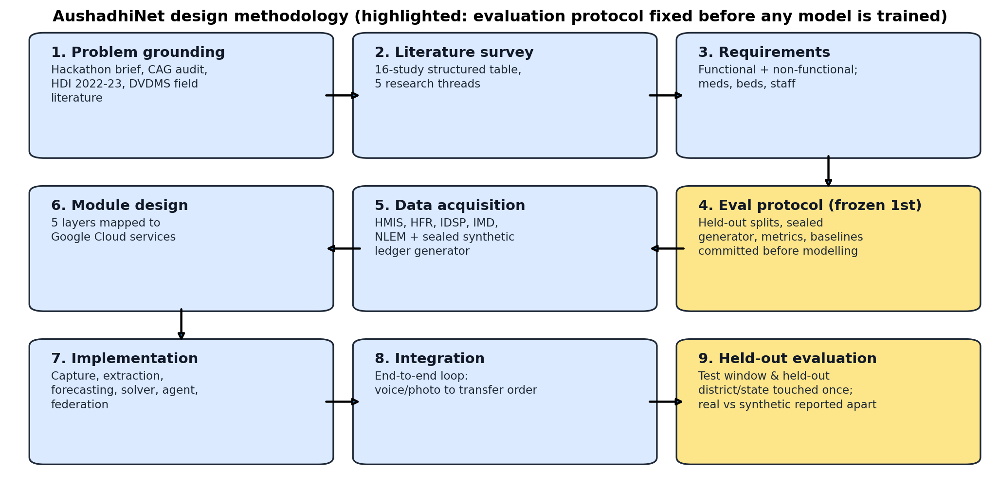 AushadhiNet design methodology (highlighted: evaluation protocol fixed before any model is trained)
1. Problem grounding
Hackathon brief, CAG audit,
HDI 2022-23, DVDMS field
literature
2. Literature survey
16-study structured table,
5 research threads
3. Requirements
Functional + non-functional;
meds, beds, staff
4. Eval protocol (frozen 1st)
Held-out splits, sealed
generator, metrics, baselines
committed before modelling
5. Data acquisition
HMIS, HFR, IDSP, IMD,
NLEM + sealed synthetic
ledger generator
6. Module design
5 layers mapped to
Google Cloud services
7. Implementation
Capture, extraction,
forecasting, solver, agent,
federation
8. Integration
End-to-end loop:
voice/photo to transfer order
9. Held-out evaluation
Test window & held-out
district/state touched once;
real vs synthetic reported apart